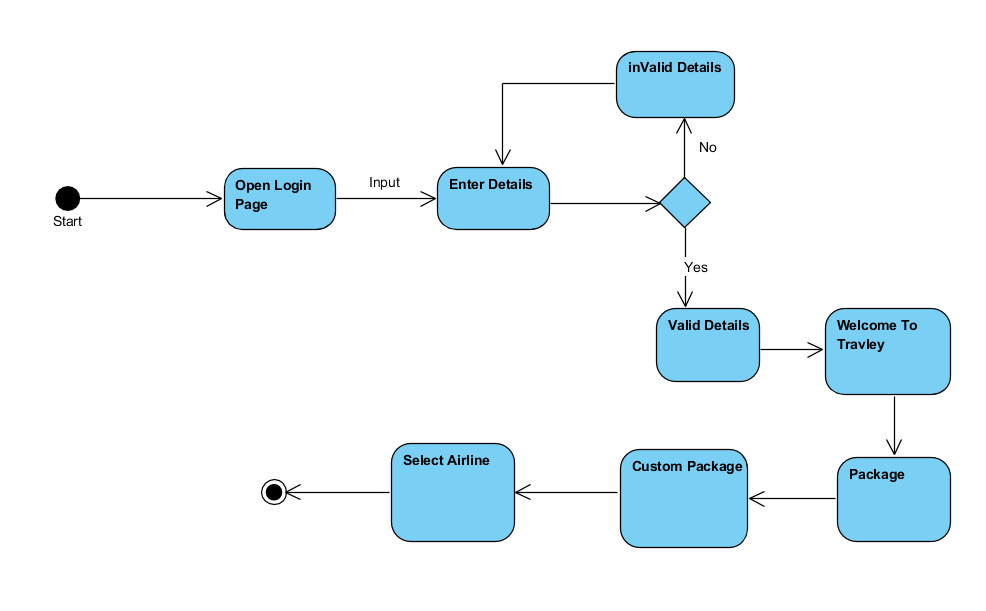 inValid Details
No
Open Login
Page
Input
Enter Details
Start
Yes
Valid Details
Welcome To
Travley
Select Airline
Custom Package
Package